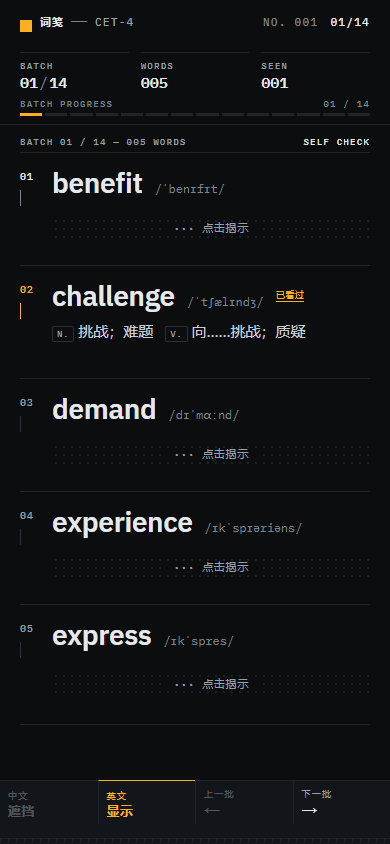 词笺 — CET-4 NO. 001 01/14
BATCH WORDS SEEN
01/14 005 001
BATCH PROGRESS 01 / 14
BATCH 01 / 14 — 005 WORDS SELF CHECK
01 benefit /ˈbenɪfɪt/
··· 点击揭示
02 challenge /ˈtʃælɪndʒ/ 已看过
N. 挑战；难题 V. 向……挑战；质疑
03 demand /dɪˈmɑːnd/
··· 点击揭示
04 experience /ɪkˈspɪəriəns/
··· 点击揭示
05 express /ɪkˈspres/
··· 点击揭示
中文 英文 上一批 下一批
遮挡 显示 ← →